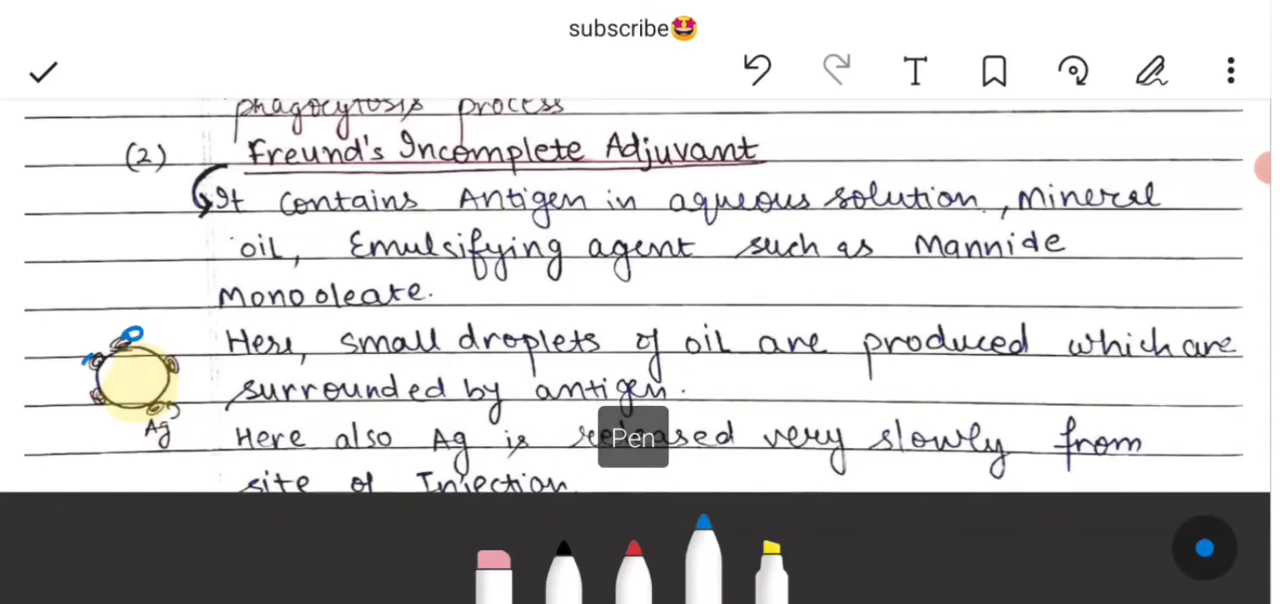 subscribe🤩
T
phagocytosis process
(2) Freund's Incomplete Adjuvant
It contains Antigen in aqueous solution, Mineral
oil, Emulsifying agent such as Mannide
Monooleate.
Here, small droplets of oil are produced which are
surrounded by antigen.
Ag
Here also Ag is released very slowly from
Pen
site of Injection